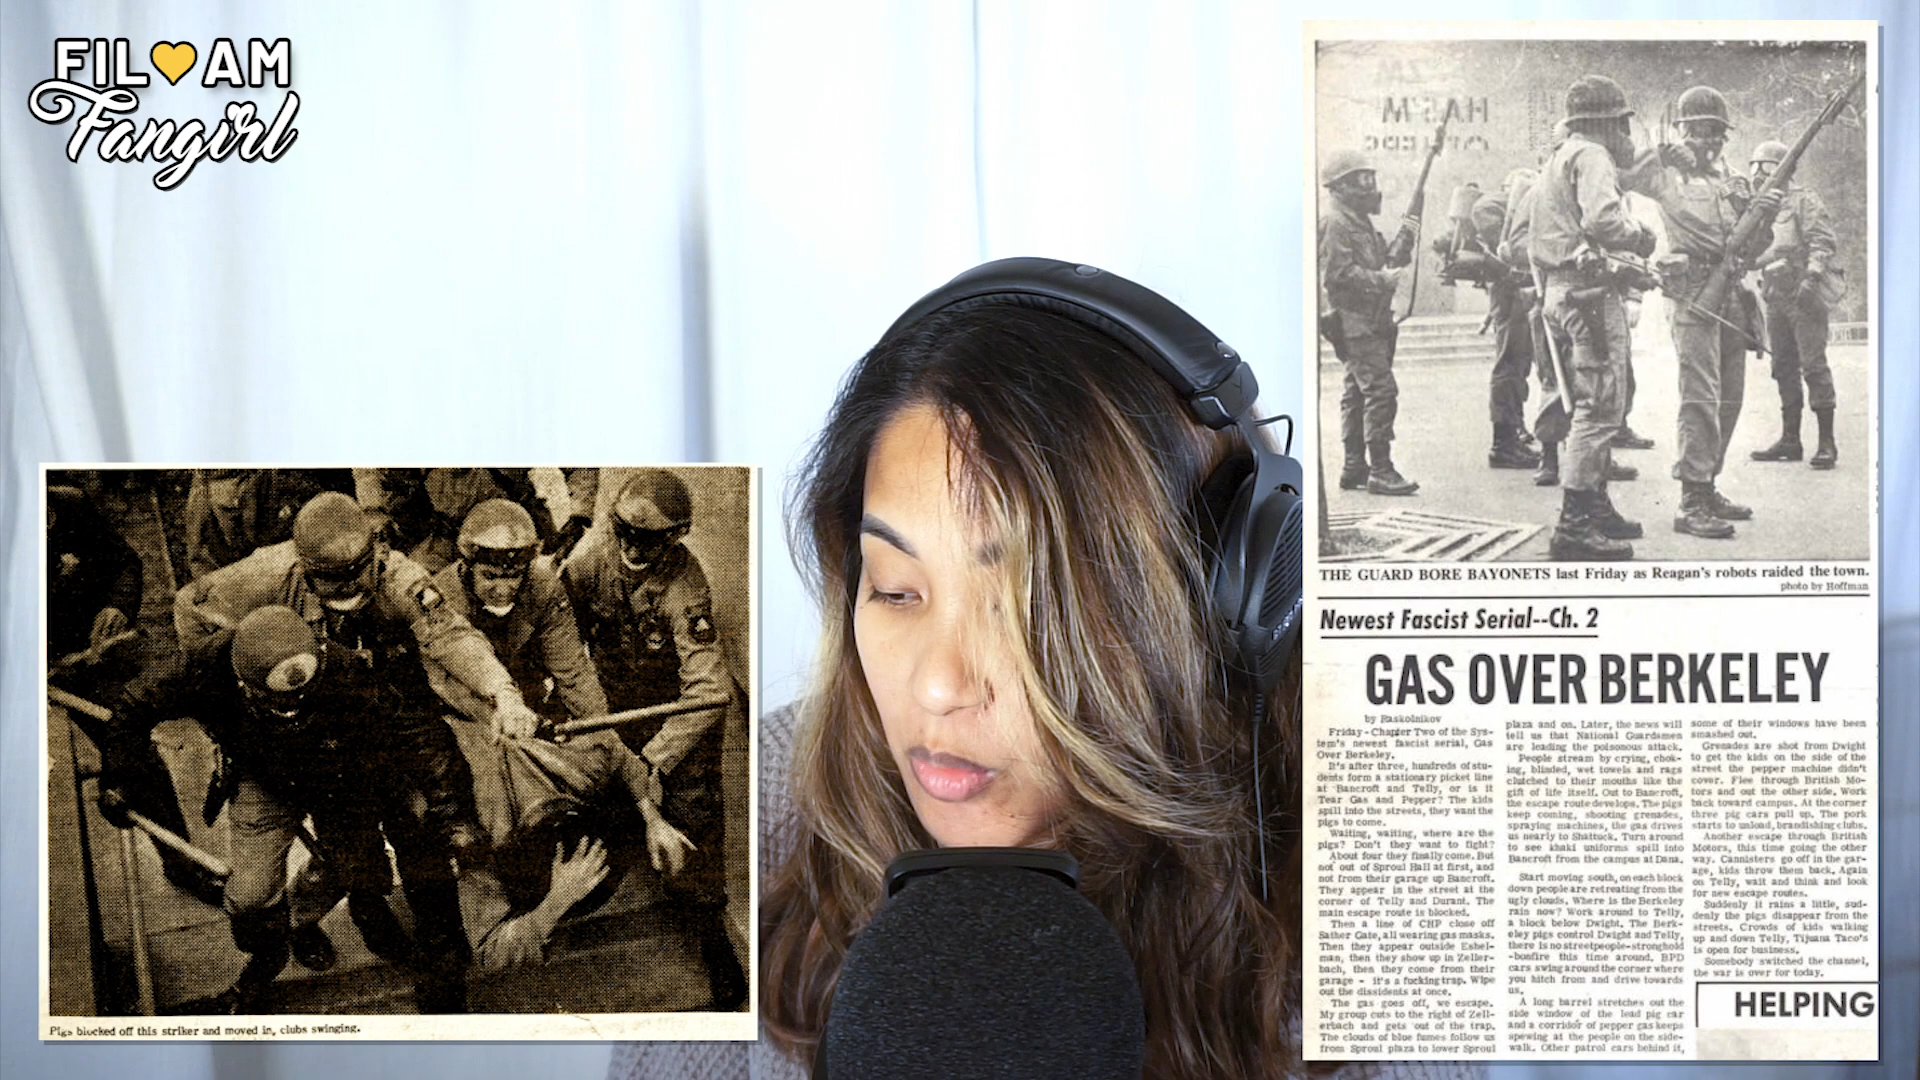 FIL AM
Fangirl
Pigs blocked off this striker and moved in, clubs swinging.
THE GUARD BORE BAYONETS last Friday as Reagan's robots raided the town.
photo by Hoffman
Newest Fascist Serial--Ch. 2
GAS OVER BERKELEY
by Raskolnikov
Friday - Chapter Two of the Sys-
tem's newest fascist serial, Gas
Over Berkeley.
It's after three, hundreds of stu-
dents form a stationary picket line
at Bancroft and Telly, or is it
Tear Gas and Pepper? The kids
spill into the streets, they want the
pigs to come.
Waiting, waiting, where are the
pigs? Don't they want to fight?
About four they finally come. But
not out of Sproul Hall at first, and
not from their garage up Bancroft.
They appear in the street at the
corner of Telly and Durant. The
main escape route is blocked.
Then a line of CHP close off
Sather Gate, all wearing gas masks.
Then they appear outside Eshel-
man, then they show up in Zeller-
bach, then they come from their
garage - it's a fucking trap. Wipe
out the dissidents at once.
The gas goes off, we escape.
My group cuts to the right of Zell-
erbach and gets out of the trap.
The clouds of blue fumes follow us
from Sproul plaza to lower Sproul
plaza and on. Later, the news will
tell us that National Guardsmen
are leading the poisonous attack.
People stream by crying, chok-
ing, blinded, wet towels and rags
clutched to their mouths like the
gift of life itself. Out to Bancroft,
the escape route develops. The pigs
keep coming, shooting grenades,
spraying machines, the gas drives
us nearly to Shattuck. Turn around
to see khaki uniforms spill into
Bancroft from the campus at Dana.
Start moving south, on each block
down people are retreating from the
ugly clouds. Where is the Berkeley
rain now? Work around to Telly,
a block below Dwight. The Berk-
eley pigs control Dwight and Telly,
there is no streetpeople-stronghold
-bonfire this time around. BPD
cars swing around the corner where
you hitch from and drive towards
us.
A long barrel stretches out the
side window of the lead pig car
and a corridor of pepper gas keeps
spewing at the people on the side-
walk. Other patrol cars behind it,
some of their windows have been
smashed out.
Grenades are shot from Dwight
to get the kids on the side of the
street the pepper machine didn't
cover. Flee through British Mo-
tors and out the other side. Work
back toward campus. At the corner
three pig cars pull up. The pork
starts to unload, brandishing clubs.
Another escape through British
Motors, this time going the other
way. Cannisters go off in the gar-
age, kids throw them back. Again
on Telly, wait and think and look
for new escape routes.
Suddenly it rains a little, sud-
denly the pigs disappear from the
streets. Crowds of kids walking
up and down Telly, Tijuana Taco's
is open for business.
Somebody switched the channel,
the war is over for today.
HELPING